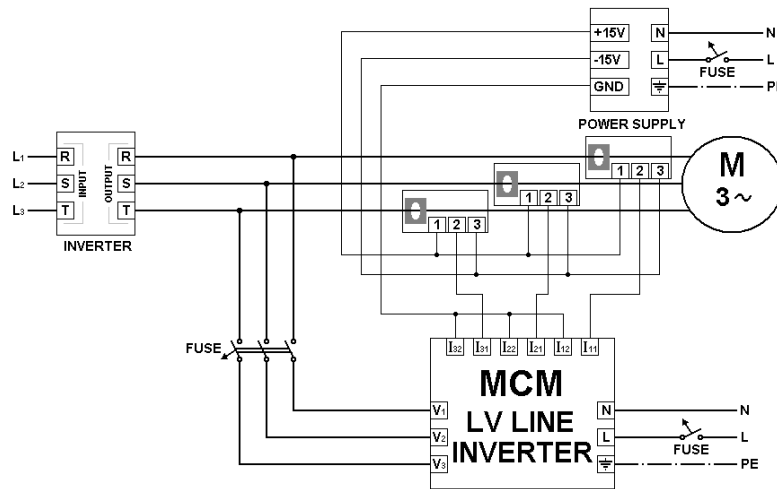 +15V N N
-15V L FUSE L
GND PE
POWER SUPPLY
L1 R INPUT OUTPUT R
L2 S S
L3 T T
INVERTER
1 2 3
1 2 3
1 2 3
M
3~
FUSE
I32 I31 I22 I21 I12 I11
MCM
LV LINE
INVERTER
V1 N N
V2 L FUSE L
V3 PE